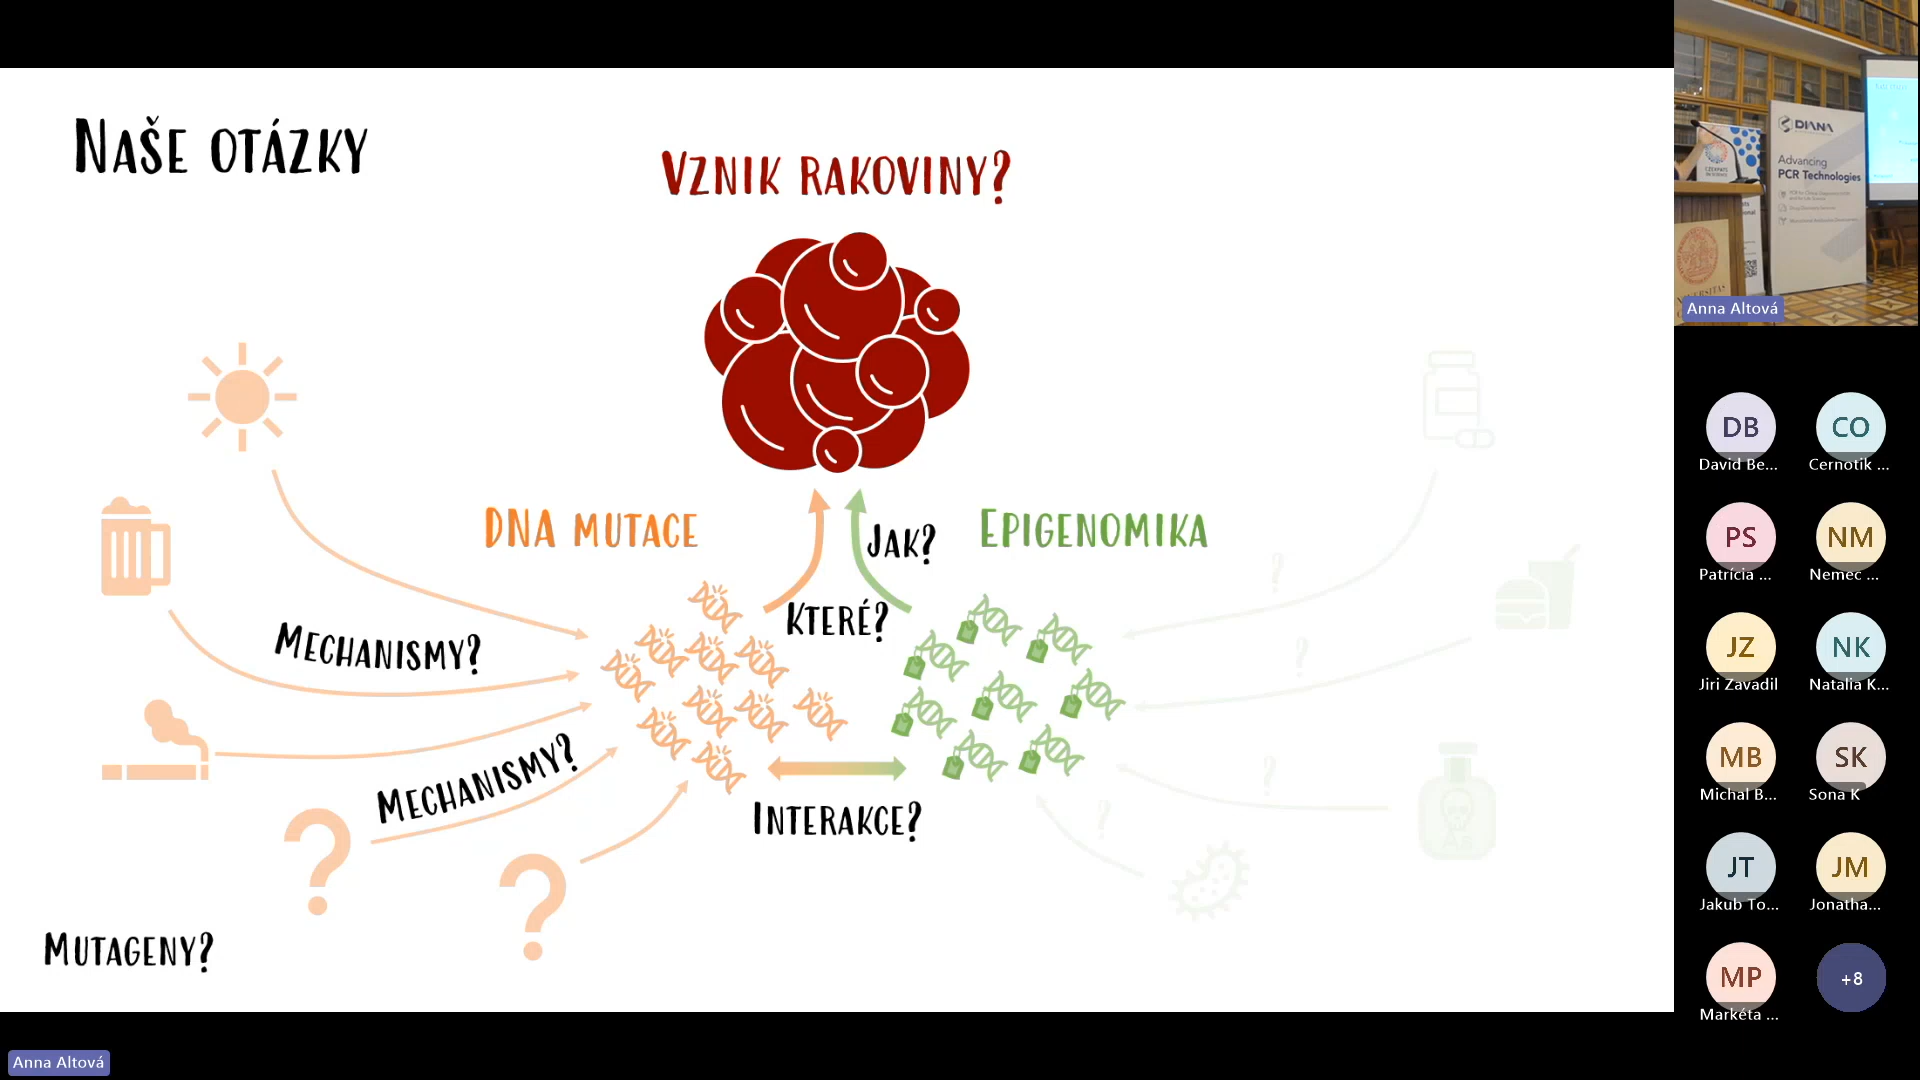 Naše otázky
Vznik rakoviny?
DNA mutace
Jak?
Epigenomika
Které?
Mechanismy?
Mechanismy?
Interakce?
Mutageny?
?
?
?
?
?
?
As
Anna Altová
DIANA
Advancing
PCR Technologies
Anna Altová
DB
David Be...
CO
Cernotik ...
PS
Patrícia ...
NM
Nemec ...
JZ
Jiri Zavadil
NK
Natalia K...
MB
Michal B...
SK
Sona K
JT
Jakub To...
JM
Jonatha...
MP
Markéta ...
+8